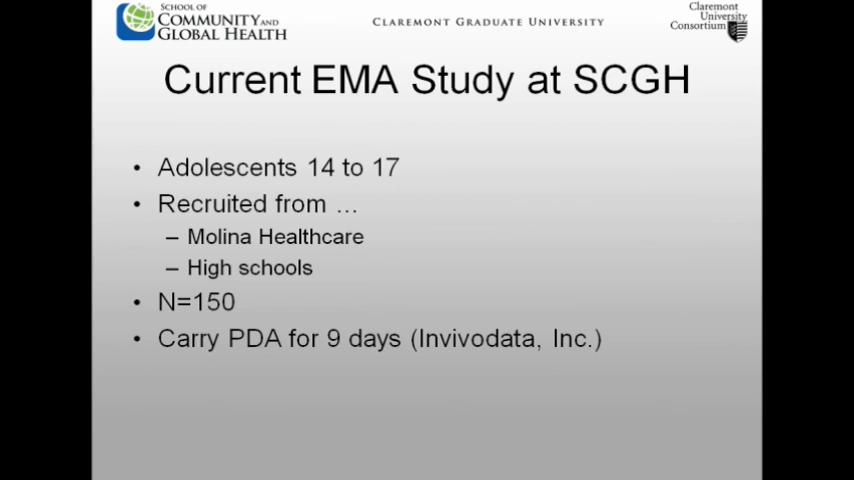 SCHOOL OF
COMMUNITY AND
GLOBAL HEALTH
CLAREMONT GRADUATE UNIVERSITY
Claremont
University
Consortium
Current EMA Study at SCGH
• Adolescents 14 to 17
• Recruited from ...
– Molina Healthcare
– High schools
• N=150
• Carry PDA for 9 days (Invivodata, Inc.)